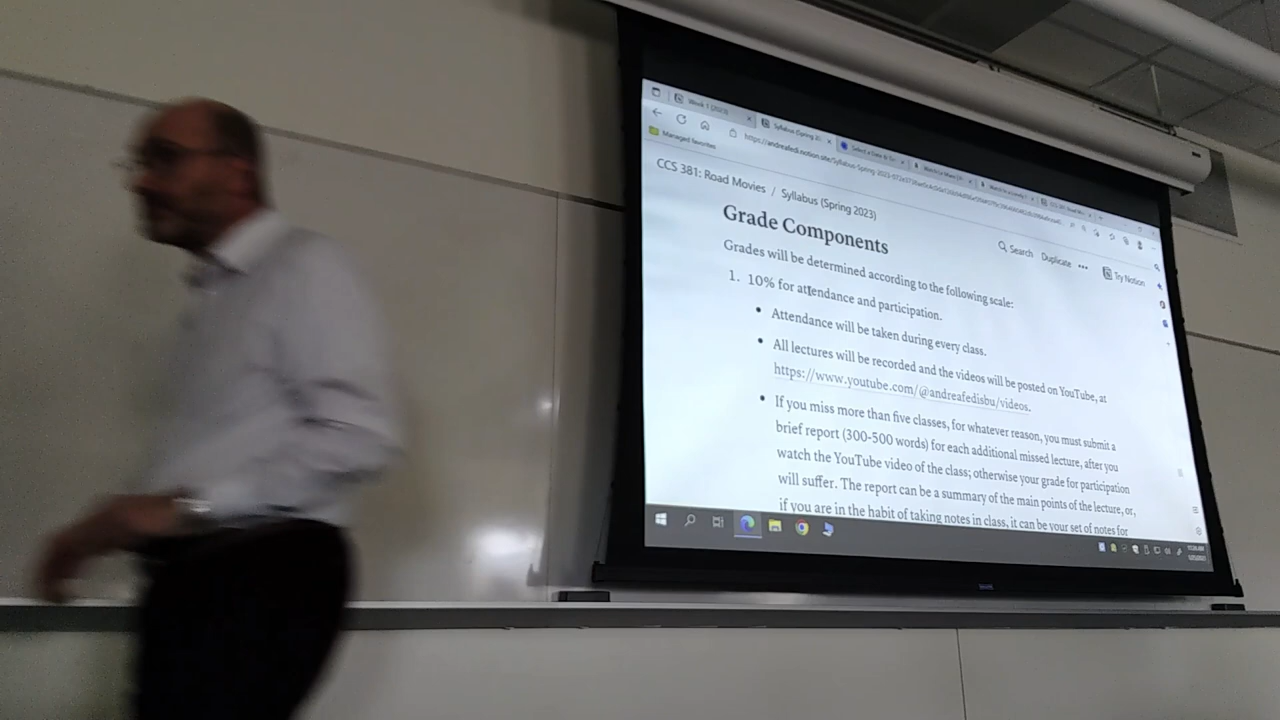 Week 1 (2023)
Syllabus (Spring 20
Managed favorites
CCS 381: Road Movies / Syllabus (Spring 2023)
Search Duplicate ••• Try Notion
Grade Components
Grades will be determined according to the following scale:
1. 10% for attendance and participation.
• Attendance will be taken during every class.
• All lectures will be recorded and the videos will be posted on YouTube, at
https://www.youtube.com/@andreafedisbu/videos.
• If you miss more than five classes, for whatever reason, you must submit a
brief report (300-500 words) for each additional missed lecture, after you
watch the YouTube video of the class; otherwise your grade for participation
will suffer. The report can be a summary of the main points of the lecture, or,
if you are in the habit of taking notes in class, it can be your set of notes for